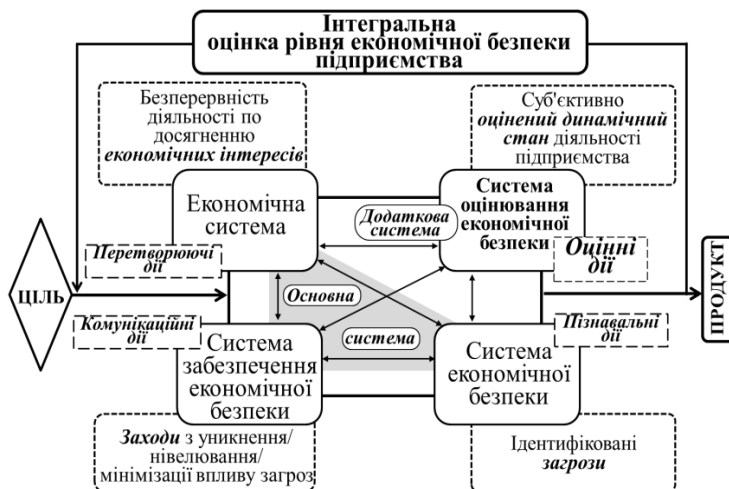 Інтегральна
оцінка рівня економічної безпеки
підприємства
Безперервність
діяльності по
досягненню
економічних інтересів
Суб'єктивно
оцінений динамічний
стан діяльності
підприємства
Економічна
система
Додаткова
система
Система
оцінювання
економічної
безпеки
Перетворюючі
дії
Оцінні
дії
ЦІЛЬ
Основна
ПРОДУКТ
Комунікаційні
дії
система
Пізнавальні
дії
Система
забезпечення
економічної
безпеки
Система
економічної
безпеки
Заходи з уникнення/
нівелювання/
мінімізації впливу загроз
Ідентифіковані
загрози